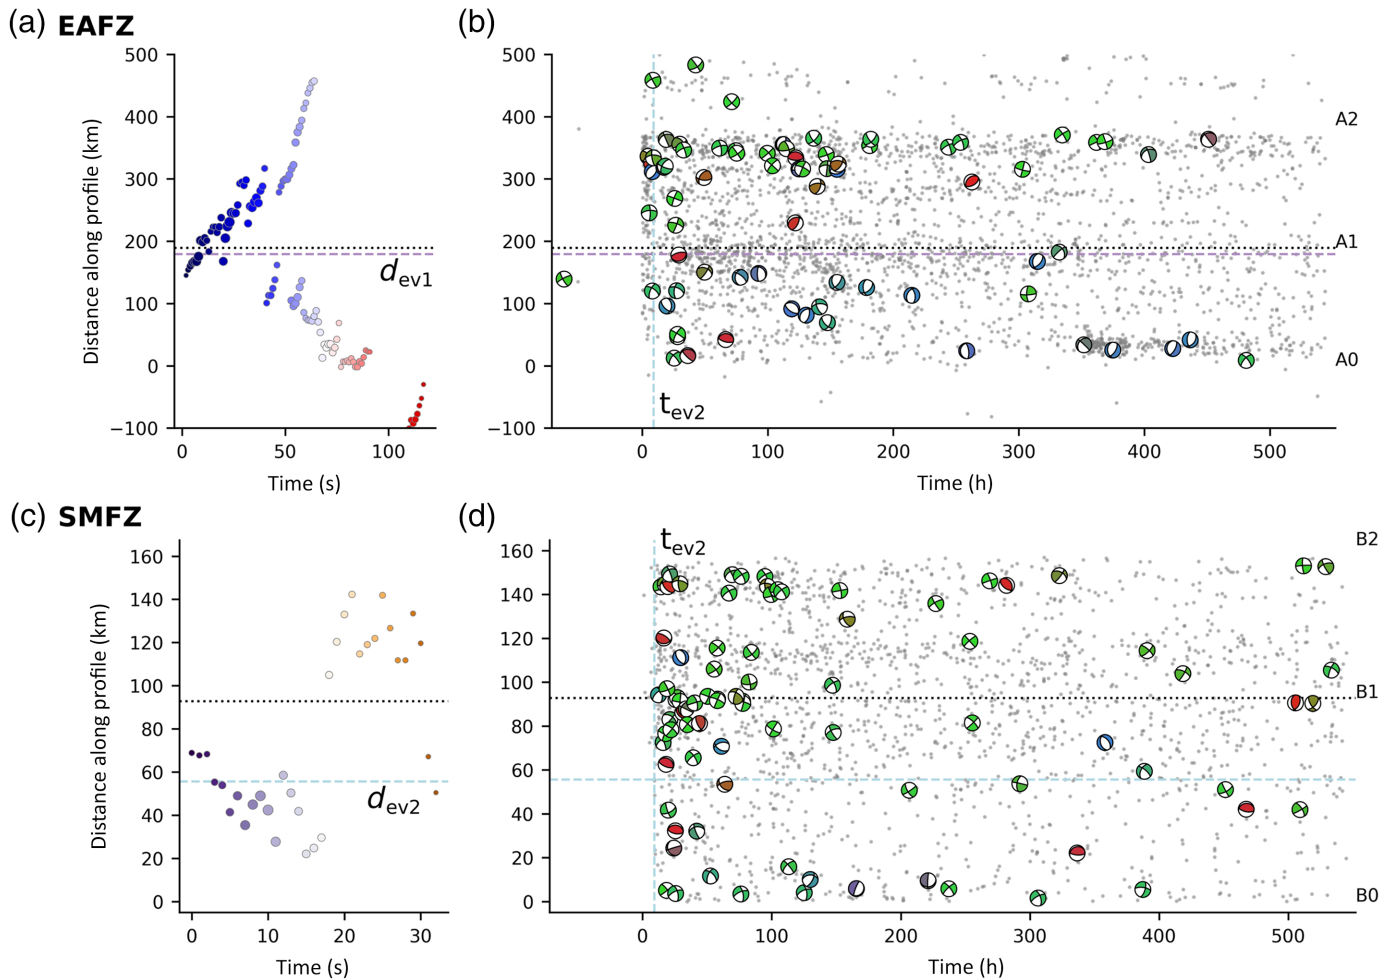 (a) EAFZ
(b)
500
400
300
200
100
0
−100
Distance along profile (km)
d_ev1
0 50 100
Time (s)
500
400
300
200
100
0
−100
A2
A1
A0
t_ev2
0 100 200 300 400 500
Time (h)
(c) SMFZ
(d)
160
140
120
100
80
60
40
20
0
Distance along profile (km)
d_ev2
0 10 20 30
Time (s)
t_ev2
160
140
120
100
80
60
40
20
0
B2
B1
B0
0 100 200 300 400 500
Time (h)